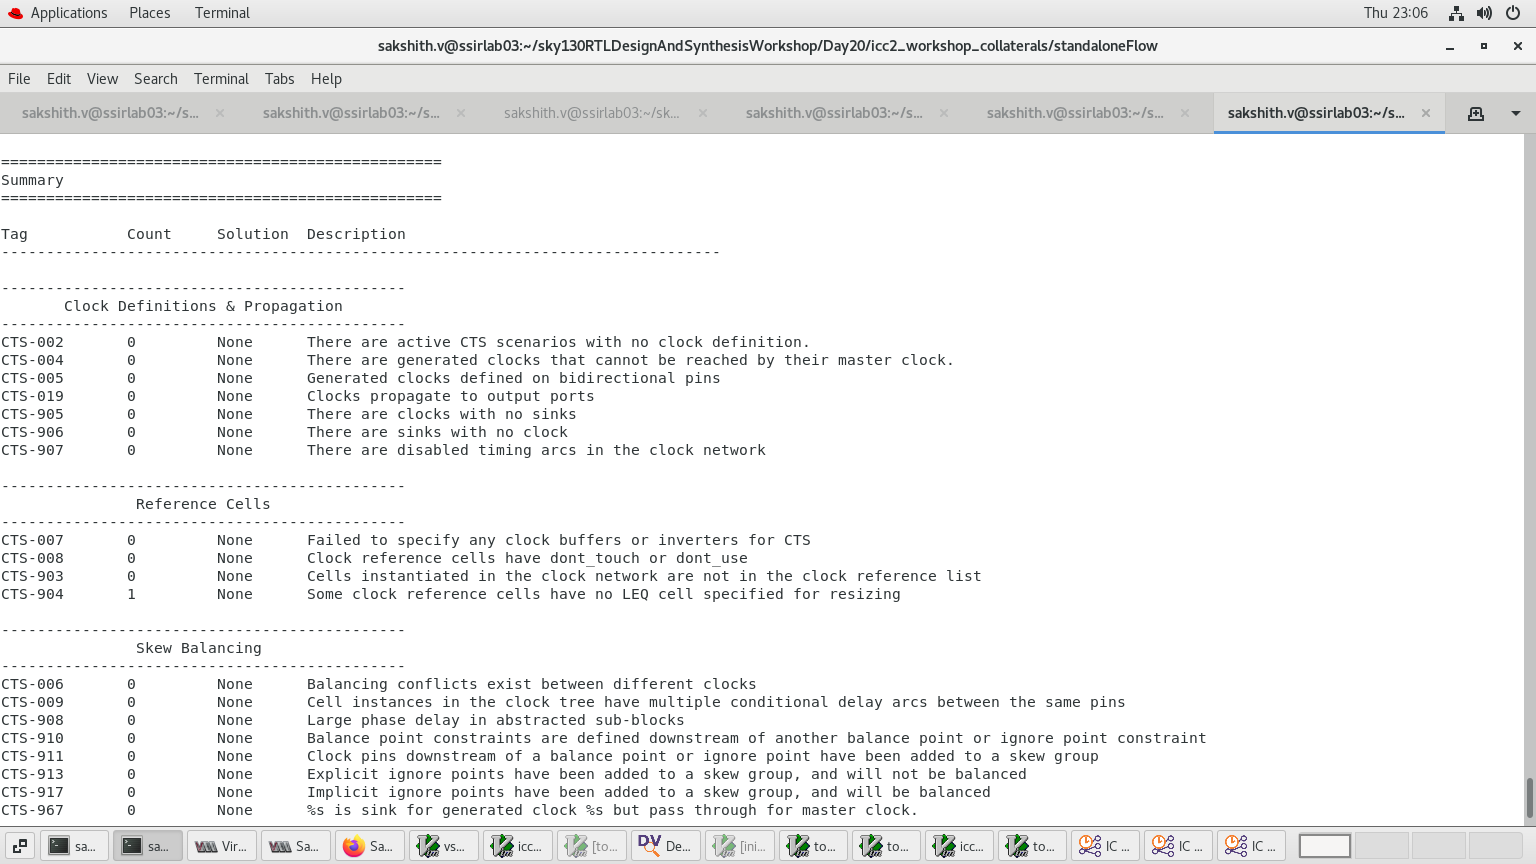 Applications Places Terminal Thu 23:06
sakshith.v@ssirlab03:~/sky130RTLDesignAndSynthesisWorkshop/Day20/icc2_workshop_collaterals/standaloneFlow
File Edit View Search Terminal Tabs Help
sakshith.v@ssirlab03:~/s... sakshith.v@ssirlab03:~/s... sakshith.v@ssirlab03:~/sk... sakshith.v@ssirlab03:~/s... sakshith.v@ssirlab03:~/s... sakshith.v@ssirlab03:~/s...
=================================================
Summary
=================================================
Tag Count Solution Description
--------------------------------------------------------------------------------
---------------------------------------------
Clock Definitions & Propagation
---------------------------------------------
CTS-002 0 None There are active CTS scenarios with no clock definition.
CTS-004 0 None There are generated clocks that cannot be reached by their master clock.
CTS-005 0 None Generated clocks defined on bidirectional pins
CTS-019 0 None Clocks propagate to output ports
CTS-905 0 None There are clocks with no sinks
CTS-906 0 None There are sinks with no clock
CTS-907 0 None There are disabled timing arcs in the clock network
---------------------------------------------
Reference Cells
---------------------------------------------
CTS-007 0 None Failed to specify any clock buffers or inverters for CTS
CTS-008 0 None Clock reference cells have dont_touch or dont_use
CTS-903 0 None Cells instantiated in the clock network are not in the clock reference list
CTS-904 1 None Some clock reference cells have no LEQ cell specified for resizing
---------------------------------------------
Skew Balancing
---------------------------------------------
CTS-006 0 None Balancing conflicts exist between different clocks
CTS-009 0 None Cell instances in the clock tree have multiple conditional delay arcs between the same pins
CTS-908 0 None Large phase delay in abstracted sub-blocks
CTS-910 0 None Balance point constraints are defined downstream of another balance point or ignore point constraint
CTS-911 0 None Clock pins downstream of a balance point or ignore point have been added to a skew group
CTS-913 0 None Explicit ignore points have been added to a skew group, and will not be balanced
CTS-917 0 None Implicit ignore points have been added to a skew group, and will be balanced
CTS-967 0 None %s is sink for generated clock %s but pass through for master clock.
sa... sa... Vir... Sa... Sa... vs... icc... [to... DV De... [ini... to... to... icc... to... IC ... IC ... IC ...